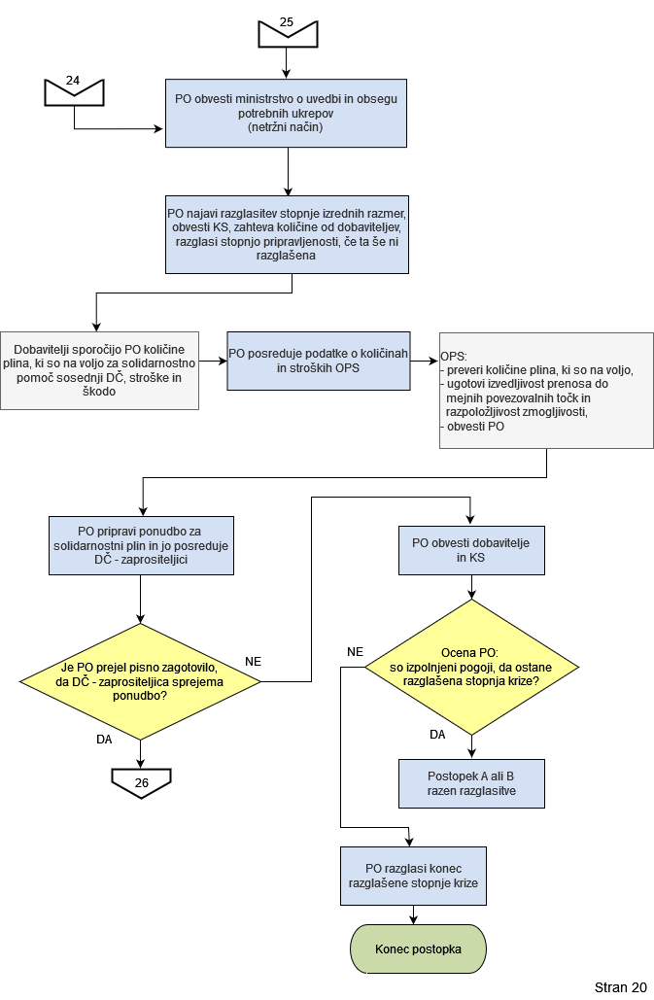 25
24
PO obvesti ministrstvo o uvedbi in obsegu
potrebnih ukrepov
(netržni način)
PO najavi razglasitev stopnje izrednih razmer,
obvesti KS, zahteva količine od dobaviteljev,
razglasi stopnjo pripravljenosti, če ta še ni
razglašena
Dobavitelji sporočijo PO količine
plina, ki so na voljo za solidarnostno
pomoč sosednji DČ, stroške in
škodo
PO posreduje podatke o količinah
in stroških OPS
OPS:
- preveri količine plina, ki so na voljo,
- ugotovi izvedljivost prenosa do
mejnih povezovalnih točk in
razpoložljivost zmogljivosti,
- obvesti PO
PO pripravi ponudbo za
solidarnostni plin in jo posreduje
DČ - zaprositeljici
PO obvesti dobavitelje
in KS
Je PO prejel pisno zagotovilo,
da DČ - zaprositeljica sprejema
ponudbo?
NE
DA
26
Ocena PO:
so izpolnjeni pogoji, da ostane
razglašena stopnja krize?
NE
DA
Postopek A ali B
razen razglasitve
PO razglasi konec
razglašene stopnje krize
Konec postopka
Stran 20